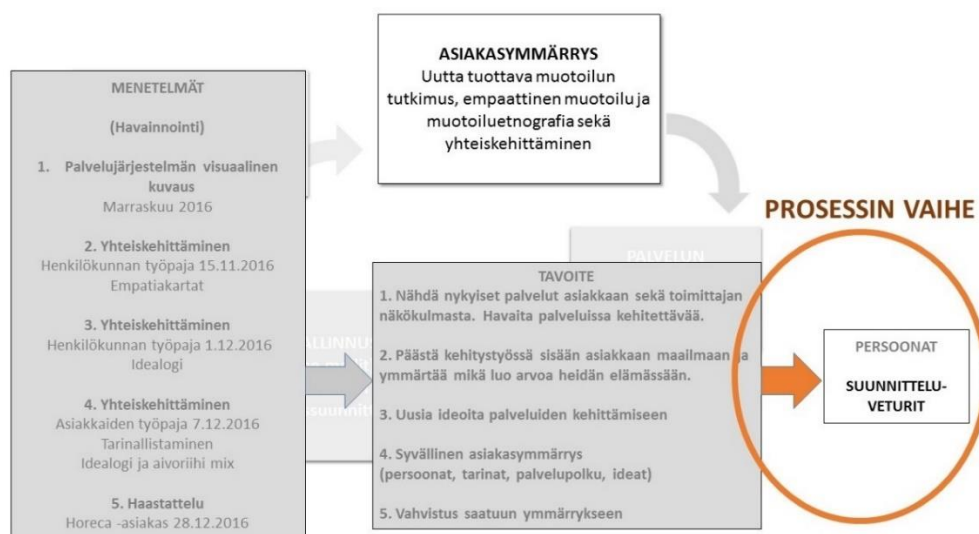 ASIAKASYMMÄRRYS
Uutta tuottava muotoilun
tutkimus, empaattinen muotoilu ja
muotoiluetnografia sekä
yhteiskehittäminen
MENETELMÄT
(Havainnointi)
1. Palvelujärjestelmän visuaalinen
kuvaus
Marraskuu 2016
2. Yhteiskehittäminen
Henkilökunnan työpaja 15.11.2016
Empatiakartat
3. Yhteiskehittäminen
Henkilökunnan työpaja 1.12.2016
Idealogi
4. Yhteiskehittäminen
Asiakkaiden työpaja 7.12.2016
Tarinallistaminen
Idealogi ja aivoriihi mix
5. Haastattelu
Horeca -asiakas 28.12.2016
PALVELUN
TAVOITE
1. Nähdä nykyiset palvelut asiakkaan sekä toimittajan
näkökulmasta. Havaita palveluissa kehitettävää.
2. Päästä kehitystyössä sisään asiakkaan maailmaan ja
ymmärtää mikä luo arvoa heidän elämässään.
3. Uusia ideoita palveluiden kehittämiseen
4. Syvällinen asiakasymmärrys
(persoonat, tarinat, palvelupolku, ideat)
5. Vahvistus saatuun ymmärrykseen
PROSESSIN VAIHE
PERSOONAT
SUUNNITTELU-
VETURIT